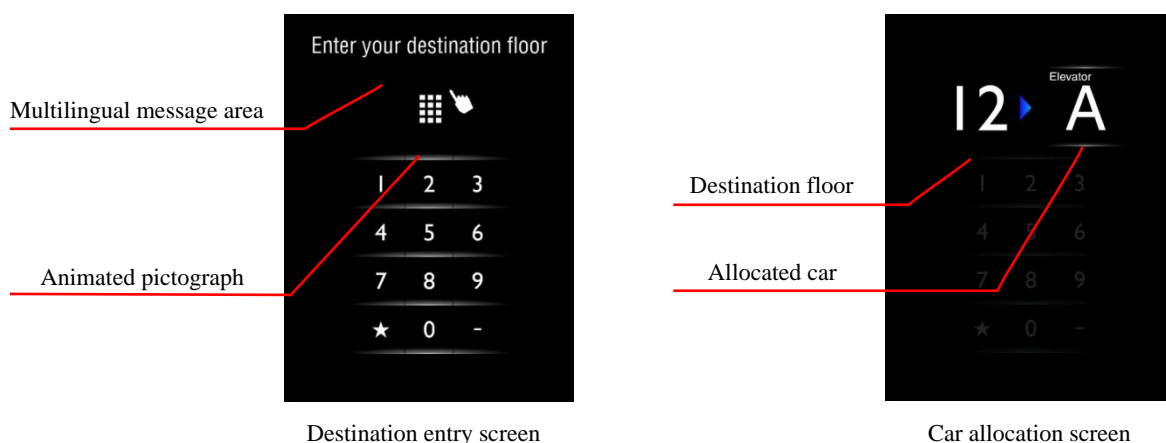 Enter your destination floor
Multilingual message area
1 2 3
4 5 6
Animated pictograph
7 8 9
★ 0 -
Destination entry screen
Elevator
12 A
Destination floor
1 2 3
4 5 6
Allocated car
7 8 9
★ 0 -
Car allocation screen